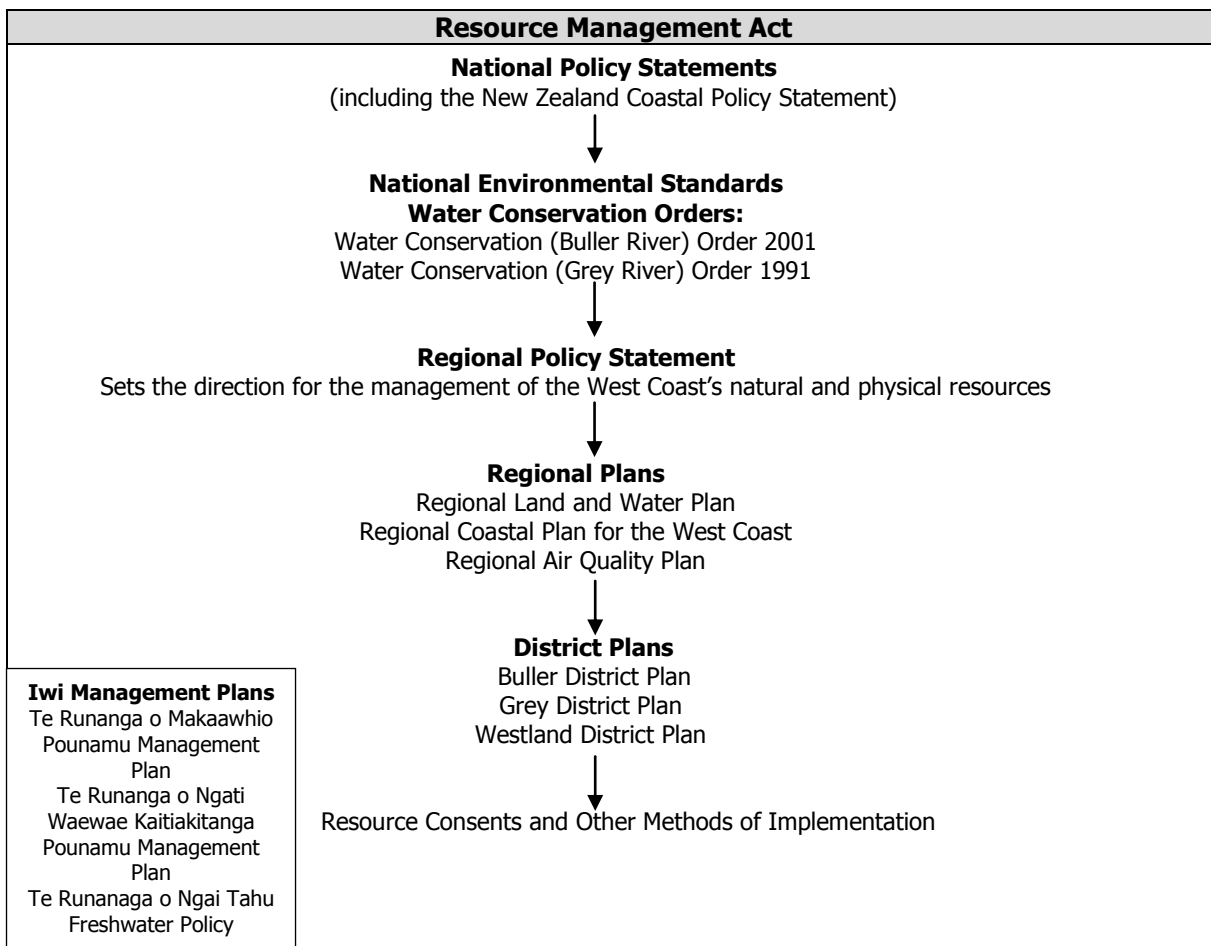 Resource Management Act
National Policy Statements
(including the New Zealand Coastal Policy Statement)
National Environmental Standards
Water Conservation Orders:
Water Conservation (Buller River) Order 2001
Water Conservation (Grey River) Order 1991
Regional Policy Statement
Sets the direction for the management of the West Coast's natural and physical resources
Regional Plans
Regional Land and Water Plan
Regional Coastal Plan for the West Coast
Regional Air Quality Plan
District Plans
Buller District Plan
Grey District Plan
Westland District Plan
Resource Consents and Other Methods of Implementation
Iwi Management Plans
Te Runanga o Makaawhio
Pounamu Management
Plan
Te Runanga o Ngati
Waewae Kaitiakitanga
Pounamu Management
Plan
Te Runanaga o Ngai Tahu
Freshwater Policy